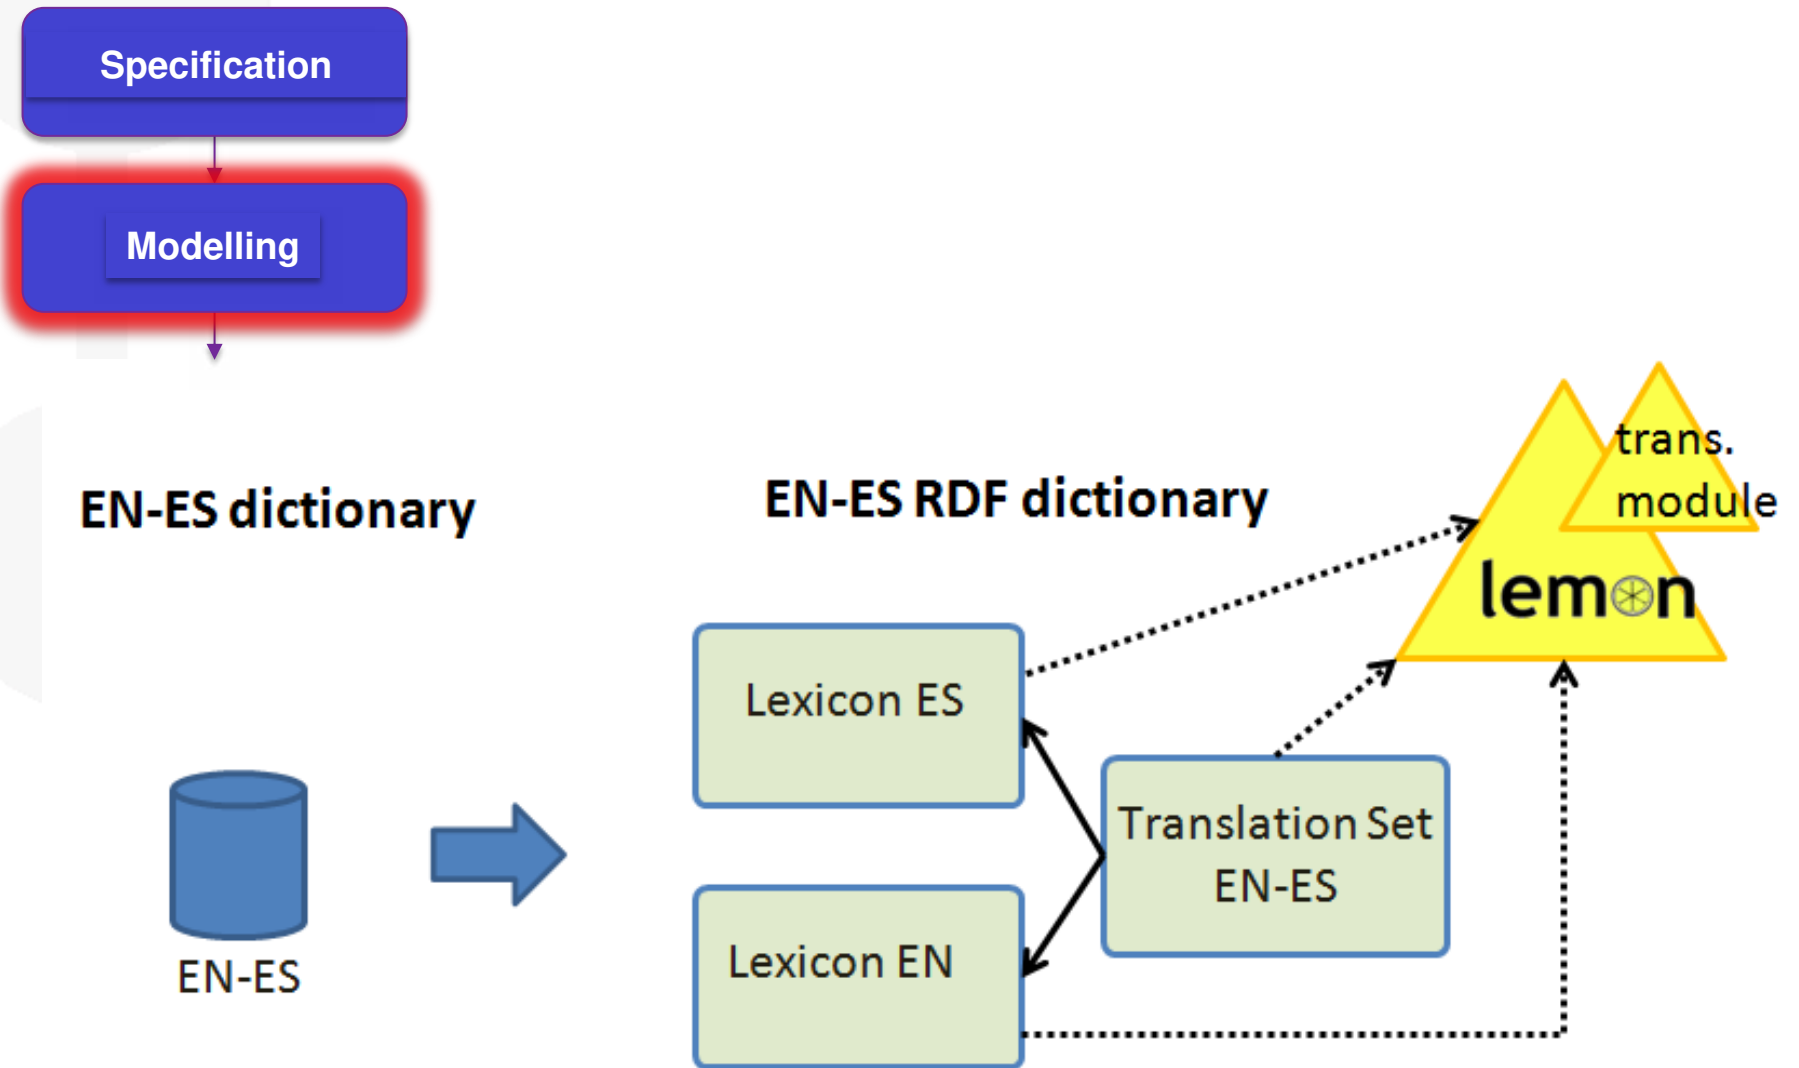 Specification
Modelling
EN-ES dictionary
EN-ES RDF dictionary
trans.
module
lemon
Lexicon ES
Translation Set
EN-ES
Lexicon EN
EN-ES